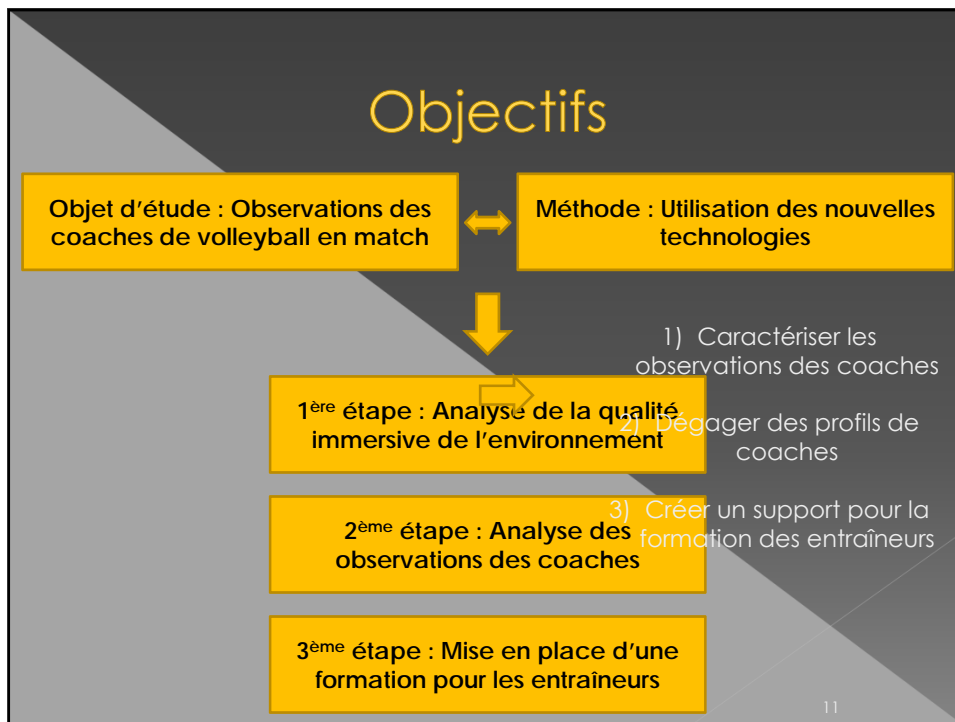 Objectifs
Objet d’étude : Observations des
coaches de volleyball en match
Méthode : Utilisation des nouvelles
technologies
1ère étape : Analyse de la qualité
immersive de l’environnement
2ème étape : Analyse des
observations des coaches
3ème étape : Mise en place d’une
formation pour les entraîneurs
1) Caractériser les
observations des coaches
2) Dégager des profils de
coaches
3) Créer un support pour la
formation des entraîneurs
11